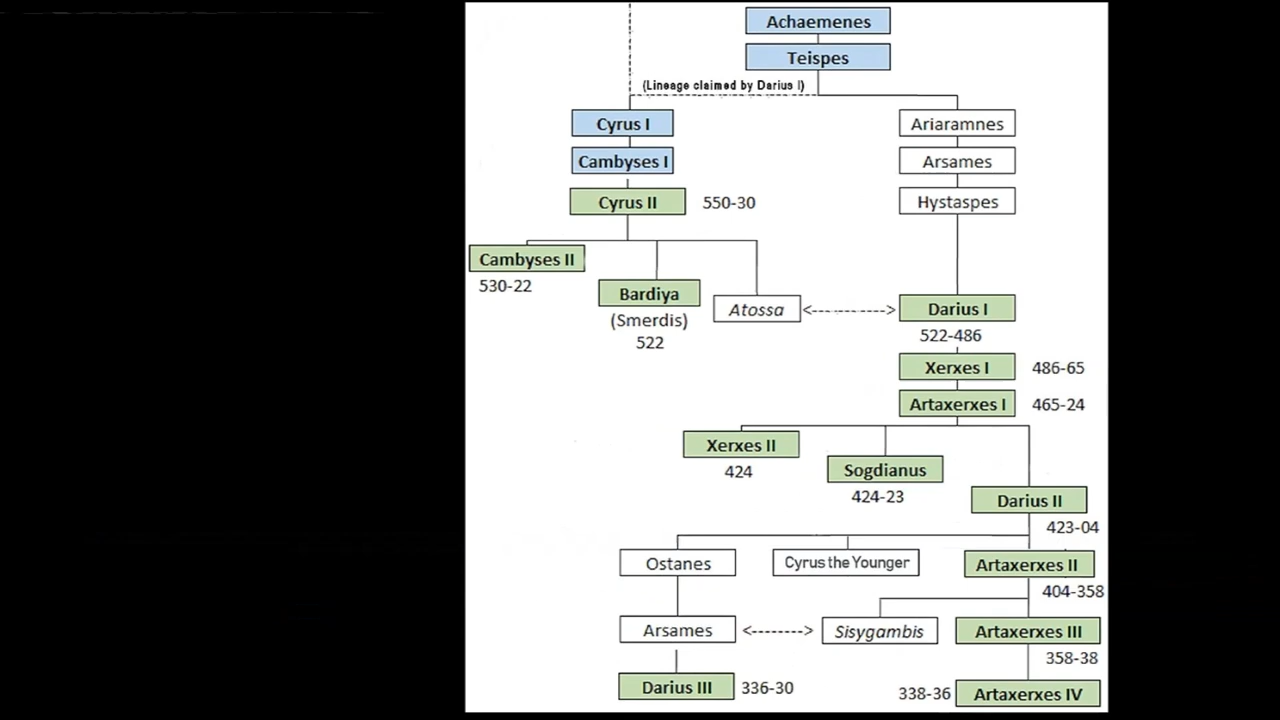 Achaemenes
Teispes
(Lineage claimed by Darius I)
Cyrus I
Ariaramnes
Cambyses I
Arsames
Cyrus II
550-30
Hystaspes
Cambyses II
530-22
Bardiya
(Smerdis)
522
Atossa
<-------->
Darius I
522-486
Xerxes I
486-65
Artaxerxes I
465-24
Xerxes II
424
Sogdianus
424-23
Darius II
423-04
Ostanes
Cyrus the Younger
Artaxerxes II
404-358
Arsames
<------->
Sisygambis
Artaxerxes III
358-38
Darius III
336-30
338-36
Artaxerxes IV